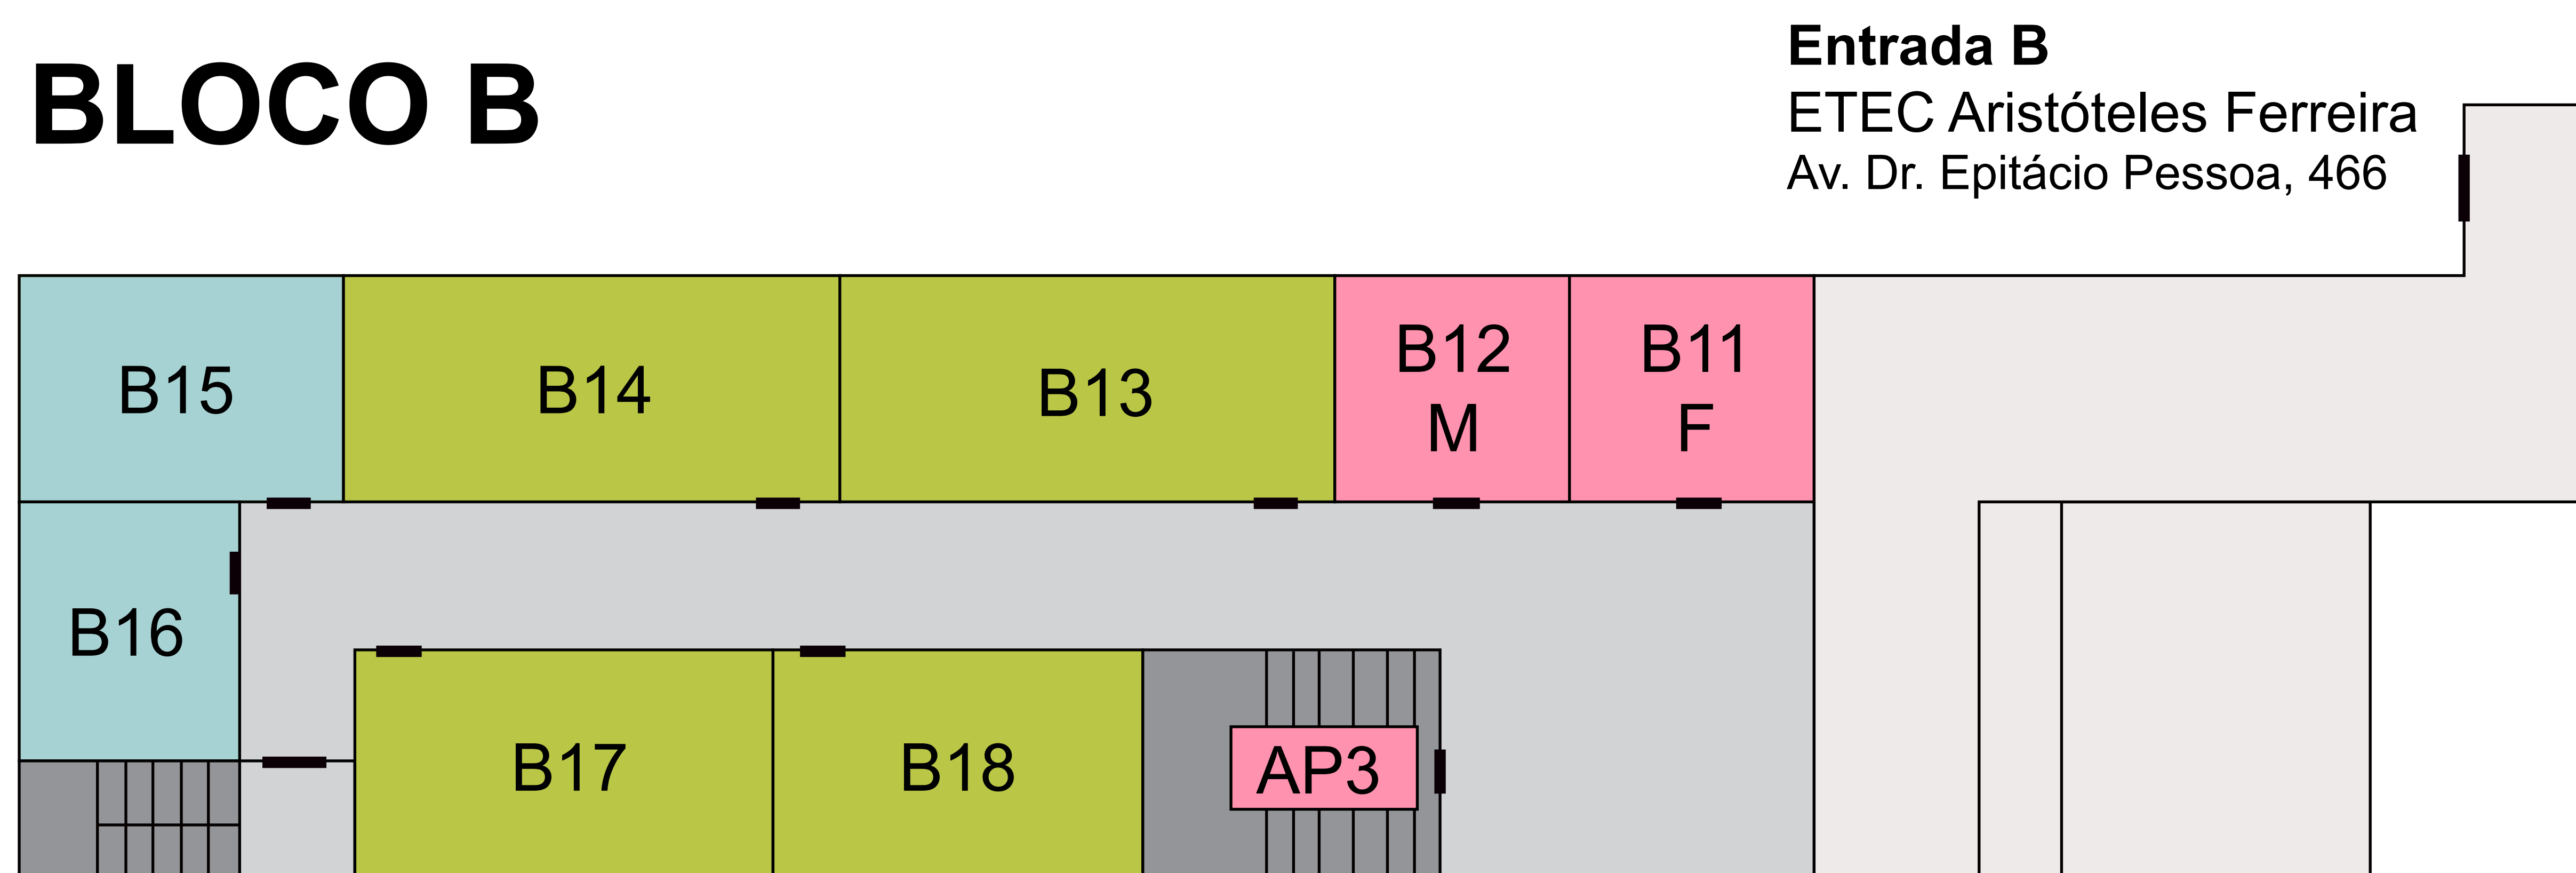 BLOCO B
Entrada B
ETEC Aristóteles Ferreira
Av. Dr. Epitácio Pessoa, 466
B15
B14
B13
B12
M
B11
F
B16
B17
B18
AP3